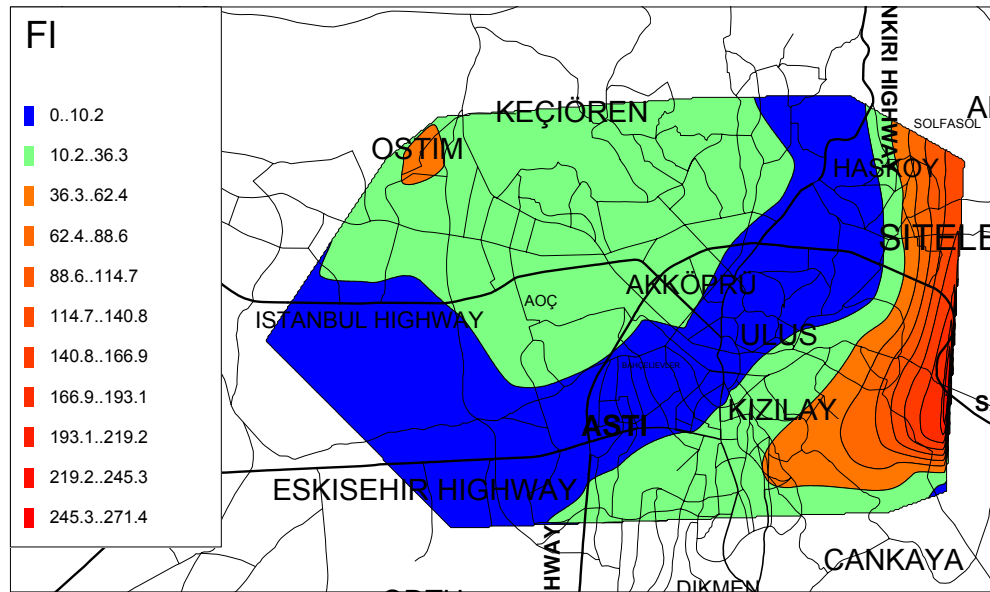 FI
0..10.2
10.2..36.3
36.3..62.4
62.4..88.6
88.6..114.7
114.7..140.8
140.8..166.9
166.9..193.1
193.1..219.2
219.2..245.3
245.3..271.4
NKIRI HIGHWAY
KEÇİÖREN
SOLFASOL
OSTİM
HASKOY
SITELE
AKKÖPRÜ
AOÇ
ISTANBUL HIGHWAY
ULUS
KIZILAY
S
ASTI
ESKISEHIR HIGHWAY
HWAY
CANKAYA
DIKMEN